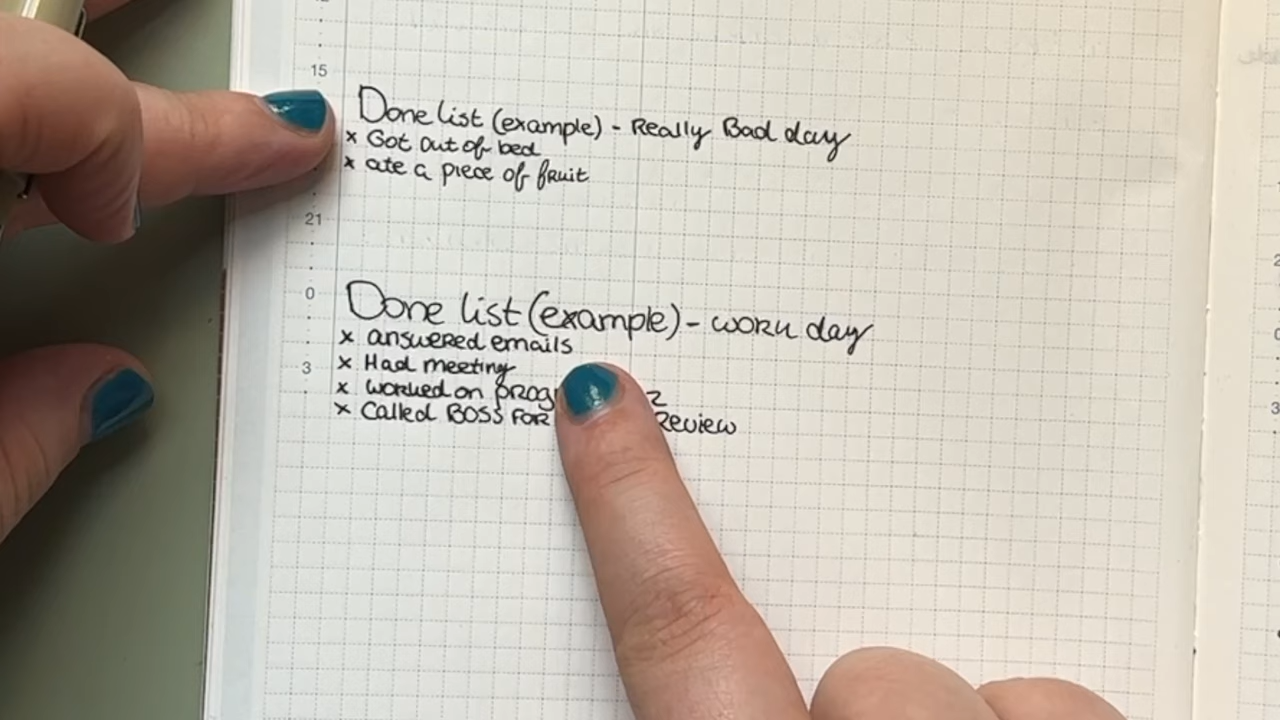 15
Done list (example) - Really Bad day
x Got out of bed
x ate a piece of fruit
21
0
Done list (example) - work day
x answered emails
x Had meeting
3
x worked on 2
x Called BOSS FOR Review